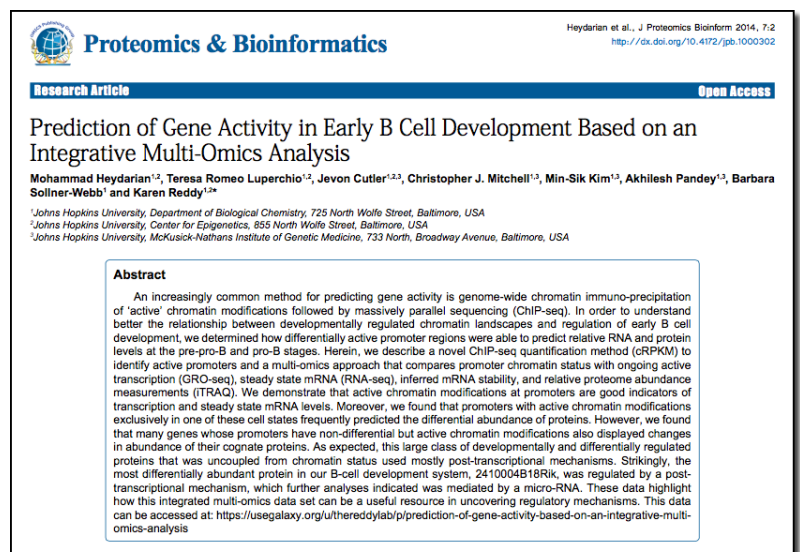 Heydarian et al., J Proteomics Bioinform 2014, 7:2
Proteomics & Bioinformatics
http://dx.doi.org/10.4172/jpb.1000302
Research Article
Open Access
Prediction of Gene Activity in Early B Cell Development Based on an
Integrative Multi-Omics Analysis
Mohammad Heydarian1,2, Teresa Romeo Luperchio1,2, Jevon Cutler1,2,3, Christopher J. Mitchell1,3, Min-Sik Kim1,3, Akhilesh Pandey1,3, Barbara
Sollner-Webb1 and Karen Reddy1,2*
1Johns Hopkins University, Department of Biological Chemistry, 725 North Wolfe Street, Baltimore, USA
2Johns Hopkins University, Center for Epigenetics, 855 North Wolfe Street, Baltimore, USA
3Johns Hopkins University, McKusick-Nathans Institute of Genetic Medicine, 733 North, Broadway Avenue, Baltimore, USA
Abstract
An increasingly common method for predicting gene activity is genome-wide chromatin immuno-precipitation
of ‘active’ chromatin modifications followed by massively parallel sequencing (ChIP-seq). In order to understand
better the relationship between developmentally regulated chromatin landscapes and regulation of early B cell
development, we determined how differentially active promoter regions were able to predict relative RNA and protein
levels at the pre-pro-B and pro-B stages. Herein, we describe a novel ChIP-seq quantification method (cRPKM) to
identify active promoters and a multi-omics approach that compares promoter chromatin status with ongoing active
transcription (GRO-seq), steady state mRNA (RNA-seq), inferred mRNA stability, and relative proteome abundance
measurements (iTRAQ). We demonstrate that active chromatin modifications at promoters are good indicators of
transcription and steady state mRNA levels. Moreover, we found that promoters with active chromatin modifications
exclusively in one of these cell states frequently predicted the differential abundance of proteins. However, we found
that many genes whose promoters have non-differential but active chromatin modifications also displayed changes
in abundance of their cognate proteins. As expected, this large class of developmentally and differentially regulated
proteins that was uncoupled from chromatin status used mostly post-transcriptional mechanisms. Strikingly, the
most differentially abundant protein in our B-cell development system, 2410004B18Rik, was regulated by a post-
transcriptional mechanism, which further analyses indicated was mediated by a micro-RNA. These data highlight
how this integrated multi-omics data set can be a useful resource in uncovering regulatory mechanisms. This data
can be accessed at: https://usegalaxy.org/u/thereddylab/p/prediction-of-gene-activity-based-on-an-integrative-multi-
omics-analysis